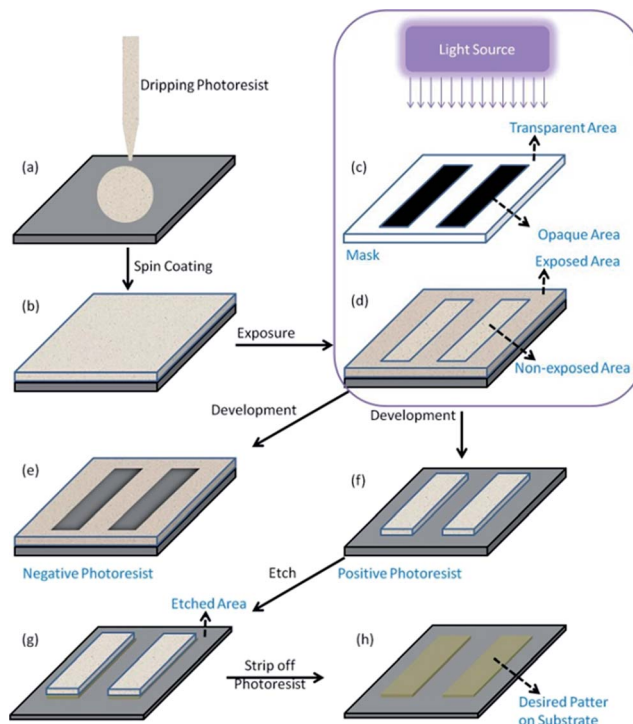 Light Source
Dripping Photoresist
Transparent Area
(a)
(c)
Opaque Area
Mask
Spin Coating
Exposed Area
(b)
(d)
Exposure
Non-exposed Area
Development
Development
(e)
(f)
Negative Photoresist
Etch
Positive Photoresist
Etched Area
(g)
(h)
Strip off
Photoresist
Desired Patter
on Substrate